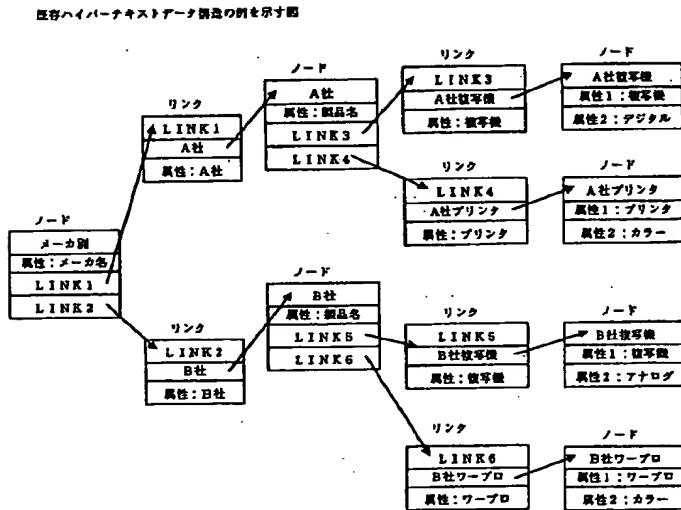 既存ハイパーテキストデータ構造の例を示す図
ノード
メーカ別
属性：メーカ名
LINK1
LINK2
リンク
LINK1
A社
属性：A社
リンク
LINK2
B社
属性：B社
ノード
A社
属性：製品名
LINK3
LINK4
ノード
B社
属性：製品名
LINK5
LINK6
リンク
LINK3
A社複写機
属性：複写機
リンク
LINK4
A社プリンタ
属性：プリンタ
リンク
LINK5
B社複写機
属性：複写機
リンク
LINK6
B社ワープロ
属性：ワープロ
ノード
A社複写機
属性1：複写機
属性2：デジタル
ノード
A社プリンタ
属性1：プリンタ
属性2：カラー
ノード
B社複写機
属性1：複写機
属性2：アナログ
ノード
B社ワープロ
属性1：ワープロ
属性2：カラー